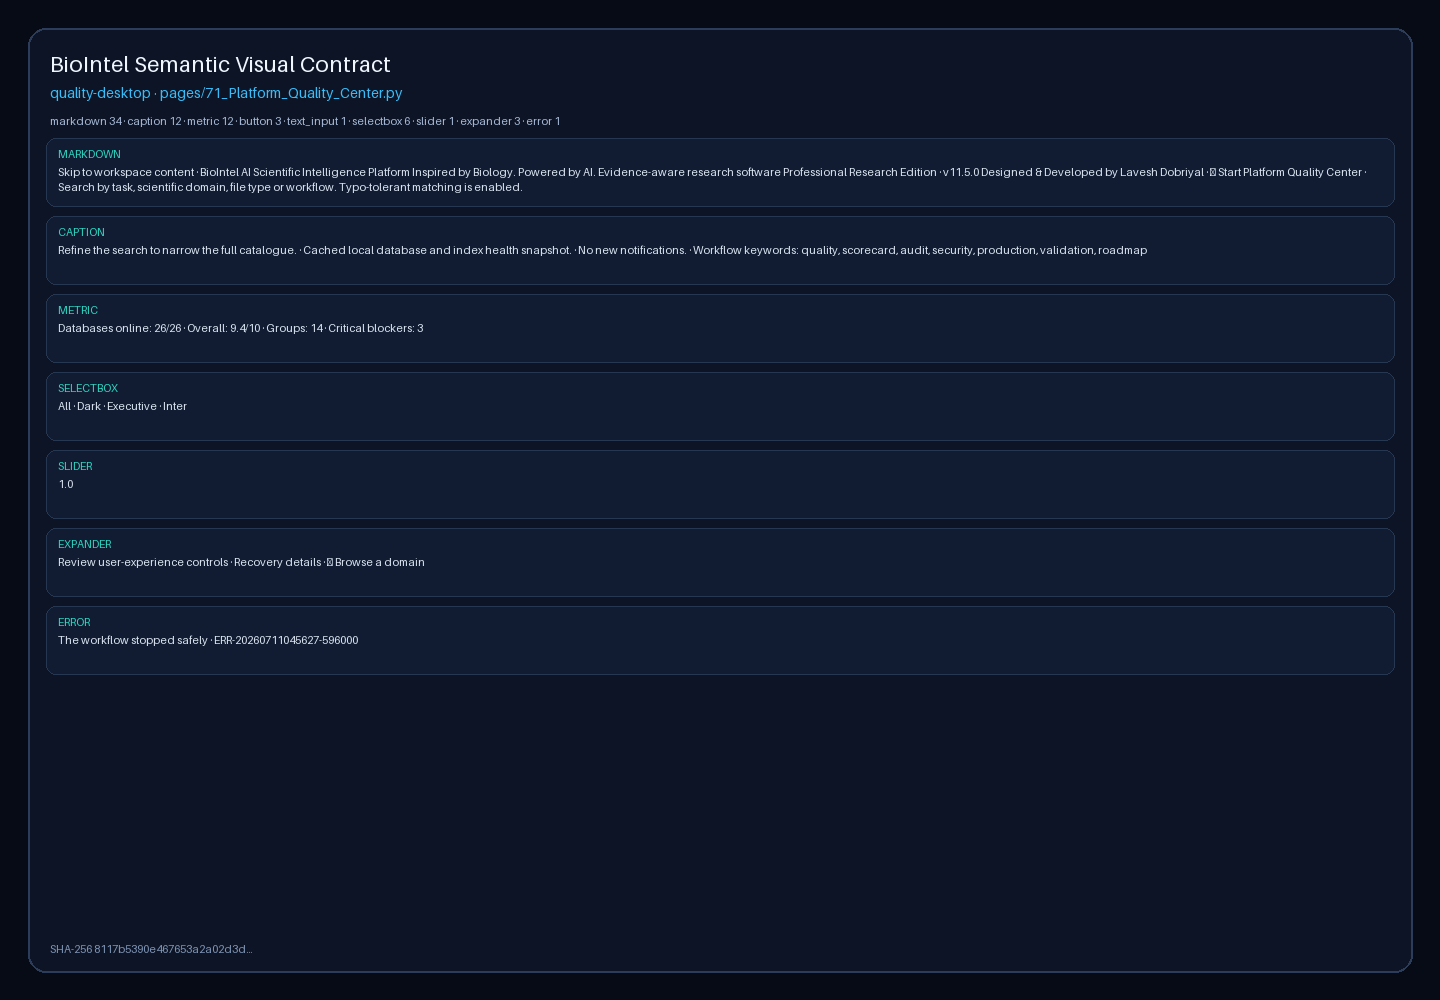 BioIntel Semantic Visual Contract
quality-desktop · pages/71_Platform_Quality_Center.py
markdown 34 · caption 12 · metric 12 · button 3 · text_input 1 · selectbox 6 · slider 1 · expander 3 · error 1
MARKDOWN
Skip to workspace content · BioIntel AI Scientific Intelligence Platform Inspired by Biology. Powered by AI. Evidence-aware research software Professional Research Edition · v11.5.0 Designed & Developed by Lavesh Dobriyal · Start Platform Quality Center ·
Search by task, scientific domain, file type or workflow. Typo-tolerant matching is enabled.
CAPTION
Refine the search to narrow the full catalogue. · Cached local database and index health snapshot. · No new notifications. · Workflow keywords: quality, scorecard, audit, security, production, validation, roadmap
METRIC
Databases online: 26/26 · Overall: 9.4/10 · Groups: 14 · Critical blockers: 3
SELECTBOX
All · Dark · Executive · Inter
SLIDER
1.0
EXPANDER
Review user-experience controls · Recovery details · Browse a domain
ERROR
The workflow stopped safely · ERR-20260711045627-596000
SHA-256 8117b5390e467653a2a02d3d...